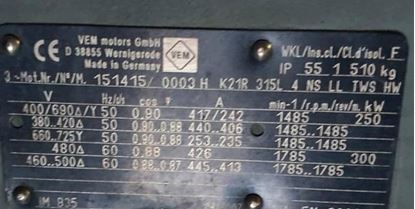 VEM motors GmbH
D 38855 Wernigerode
Made in Germany
VEM
WKL/Ins.cl./Cl.d'isol. F
IP 55 1 510 kg
3~Mot.Nr./N°/M. 151415/0003 H K21R 315L 4 NS LL TWS HW
V Hz/c/s cos φ A min-1/r.p.m./rev/m. kW
400/690Δ/Y 50 0.90 417/242 1485 250
380..420Δ 50 0.90..0.88 440..406 1485..1485
660..725Y 50 0.90..0.88 253..235 1485..1485
480Δ 60 0.88 426 1785 300
460..500Δ 60 0.88..0.87 445..413 1785..1785
IM B35